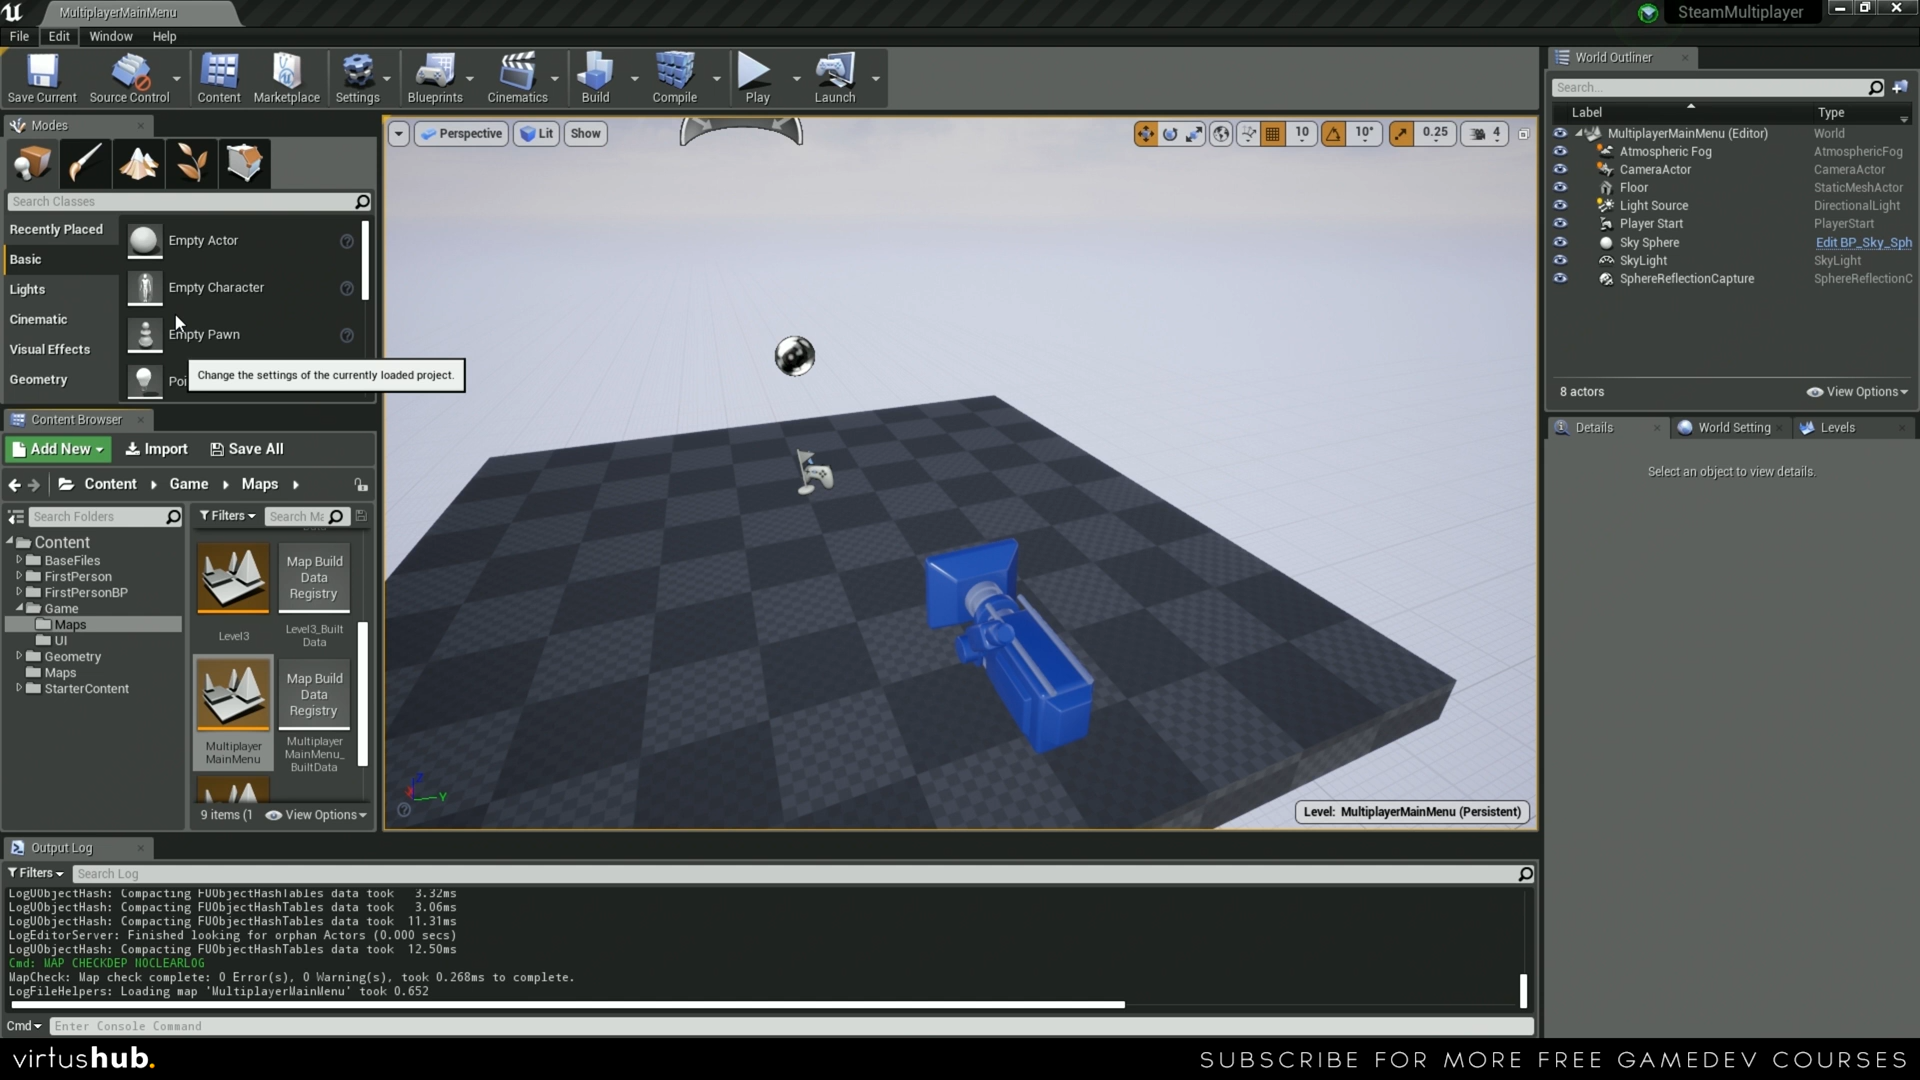 MultiplayerMainMenu
SteamMultiplayer
File Edit Window Help
Save Current Source Control Content Marketplace Settings Blueprints Cinematics Build Compile Play Launch
Modes
Search Classes
Recently Placed
Basic
Lights
Cinematic
Visual Effects
Geometry
Empty Actor
Empty Character
Empty Pawn
Poi
Change the settings of the currently loaded project.
Perspective Lit Show
10 10° 0.25 4
Level: MultiplayerMainMenu (Persistent)
Z
Y
World Outliner
Search...
Label Type
MultiplayerMainMenu (Editor) World
Atmospheric Fog AtmosphericFog
CameraActor CameraActor
Floor StaticMeshActor
Light Source DirectionalLight
Player Start PlayerStart
Sky Sphere Edit BP_Sky_Sph
SkyLight SkyLight
SphereReflectionCapture SphereReflectionC
8 actors View Options
Details World Setting Levels
Select an object to view details.
Content Browser
Add New Import Save All
Content Game Maps
Search Folders
Filters Search Ma
Content
BaseFiles
FirstPerson
FirstPersonBP
Game
Maps
UI
Geometry
Maps
StarterContent
Map Build
Data
Registry
Level3
Level3_Built
Data
Map Build
Data
Registry
Multiplayer
MainMenu
Multiplayer
MainMenu_
BuiltData
9 items (1 View Options
Output Log
Filters Search Log
LogUObjectHash: Compacting FUObjectHashTables data took 3.32ms
LogUObjectHash: Compacting FUObjectHashTables data took 3.06ms
LogUObjectHash: Compacting FUObjectHashTables data took 11.31ms
LogEditorServer: Finished looking for orphan Actors (0.000 secs)
LogUObjectHash: Compacting FUObjectHashTables data took 12.50ms
Cmd: MAP CHECKDEP NOCLEARLOG
MapCheck: Map check complete: 0 Error(s), 0 Warning(s), took 0.268ms to complete.
LogFileHelpers: Loading map 'MultiplayerMainMenu' took 0.652
Cmd Enter Console Command
virtushub.
SUBSCRIBE FOR MORE FREE GAMEDEV COURSES